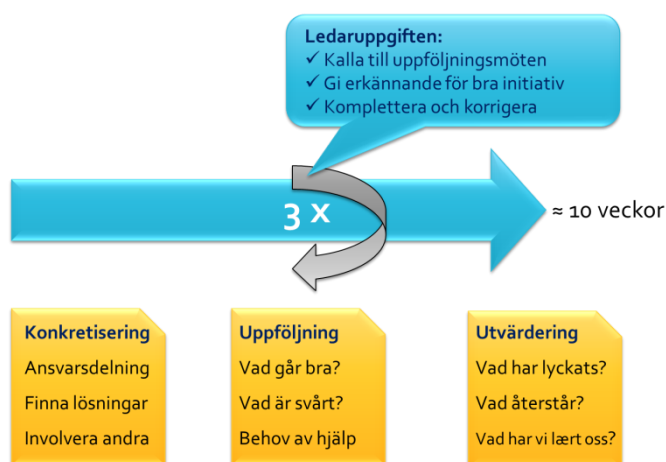 Ledaruppgiften:
✓ Kalla till uppföljningsmöten
✓ Gi erkännande för bra initiativ
✓ Komplettera och korrigera
3 x
≈ 10 veckor
Konkretisering
Ansvarsdelning
Finna lösningar
Involvera andra
Uppföljning
Vad går bra?
Vad är svårt?
Behov av hjälp
Utvärdering
Vad har lyckats?
Vad återstår?
Vad har vi lärt oss?